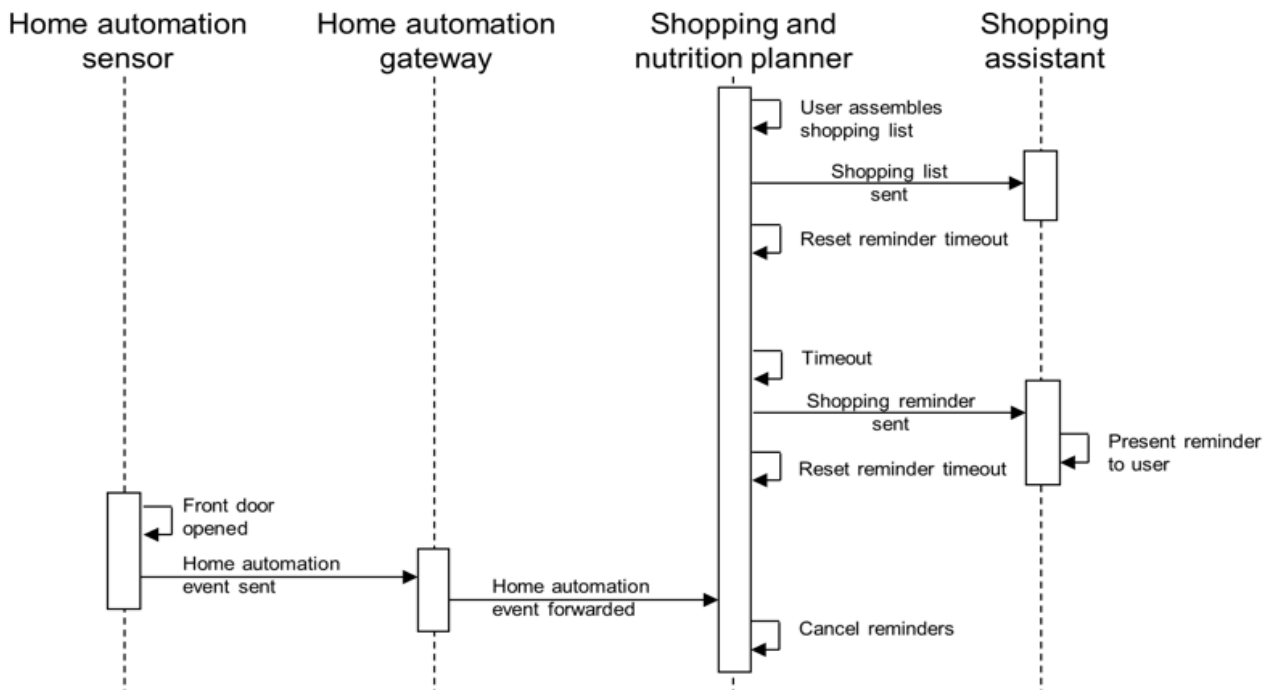 Home automation
sensor
Home automation
gateway
Shopping and
nutrition planner
Shopping
assistant
User assembles
shopping list
Shopping list
sent
Reset reminder timeout
Timeout
Shopping reminder
sent
Present reminder
to user
Reset reminder timeout
Front door
opened
Home automation
event sent
Home automation
event forwarded
Cancel reminders